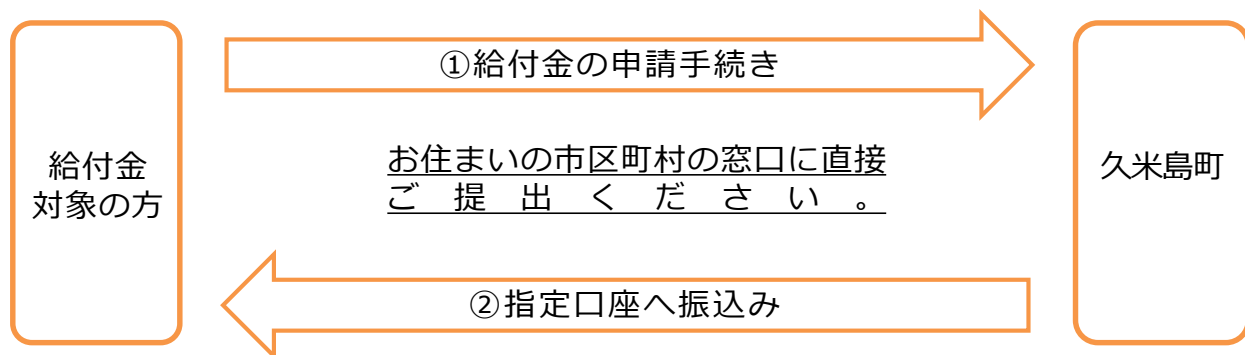 ①給付金の申請手続き
給付金
対象の方
お住まいの市区町村の窓口に直接
ご提出ください。
久米島町
②指定口座へ振込み